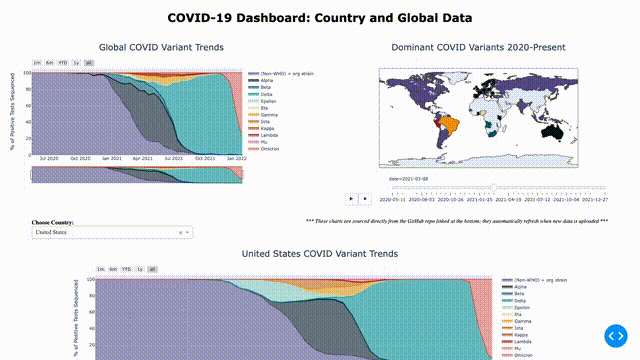 COVID-19 Dashboard: Country and Global Data
Global COVID Variant Trends
1m 6m YTD 1y all
% of Positive Tests Sequenced
100
80
60
40
20
0
Jul 2020 Oct 2020 Jan 2021 Apr 2021 Jul 2021 Oct 2021 Jan 2022
(Non-WHO) + org strain
Alpha
Beta
Delta
Epsilon
Eta
Gamma
Iota
Kappa
Lambda
Mu
Omicron
Dominant COVID Variants 2020-Present
date=2021-03-08
2020-05-11 2020-08-03 2020-10-26 2021-01-25 2021-04-19 2021-07-12 2021-10-04 2021-12-27
Choose Country:
United States
*** These charts are sourced directly from the GitHub repo linked at the bottom; they automatically refresh when new data is uploaded ***
United States COVID Variant Trends
1m 6m YTD 1y all
% of Positive Tests Sequenced
100
80
60
40
20
(Non-WHO) + org strain
Alpha
Beta
Delta
Epsilon
Eta
Gamma
Iota
Kappa
Lambda
Mu
Omicron